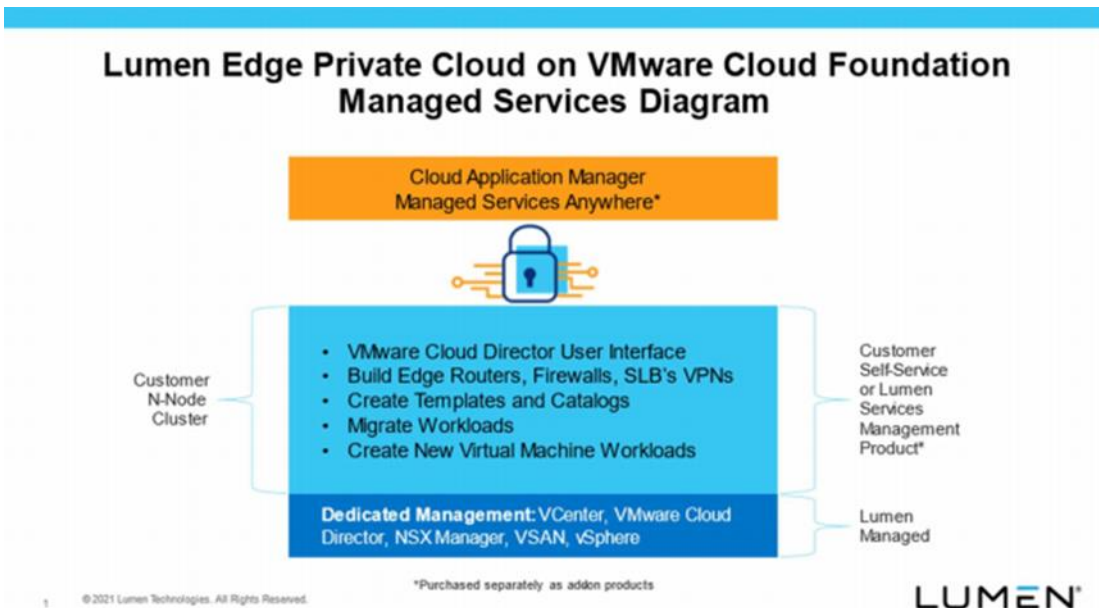 Lumen Edge Private Cloud on VMware Cloud Foundation
Managed Services Diagram
Cloud Application Manager
Managed Services Anywhere*
Customer
N-Node
Cluster
• VMware Cloud Director User Interface
• Build Edge Routers, Firewalls, SLB's VPNs
• Create Templates and Catalogs
• Migrate Workloads
• Create New Virtual Machine Workloads
Customer
Self-Service
or Lumen
Services
Management
Product*
Dedicated Management: VCenter, VMware Cloud
Director, NSX Manager, VSAN, vSphere
Lumen
Managed
*Purchased separately as addon products
1
© 2021 Lumen Technologies. All Rights Reserved.
LUMEN®